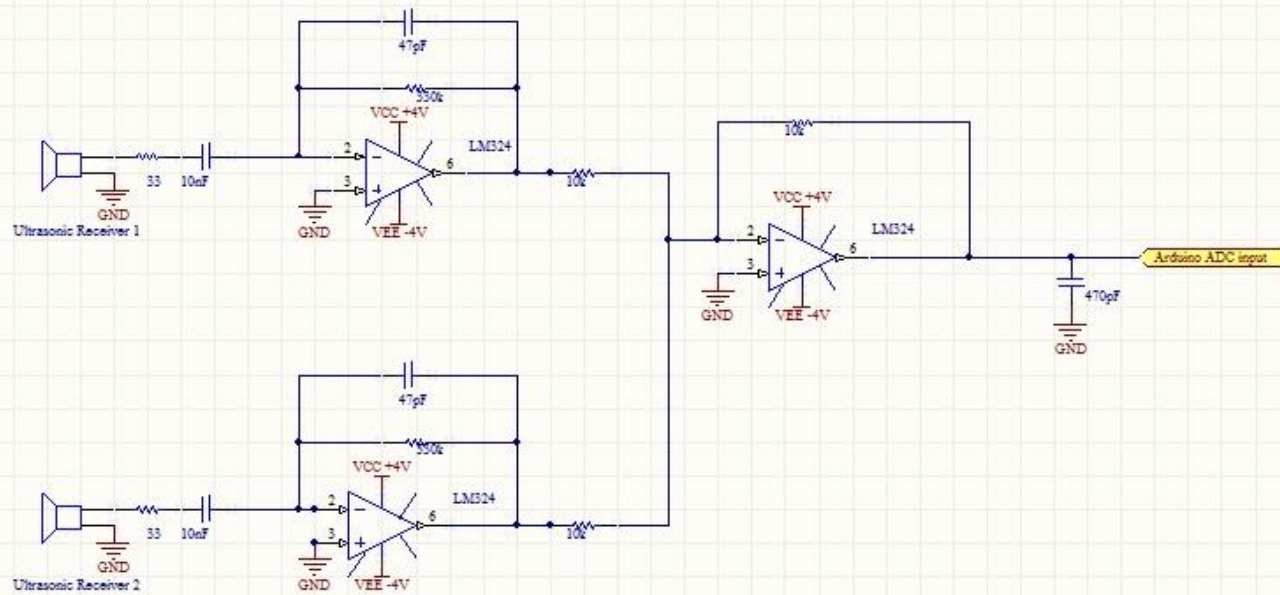 47pF
330k
VCC +4V
LM324
2
6
3
33
10nF
10k
GND
GND
VEE -4V
Ultrasonic Receiver 1
10k
VCC +4V
LM324
2
6
3
Arduino ADC input
GND
VEE -4V
470pF
GND
47pF
330k
VCC +4V
LM324
2
6
3
33
10nF
10k
GND
GND
VEE -4V
Ultrasonic Receiver 2